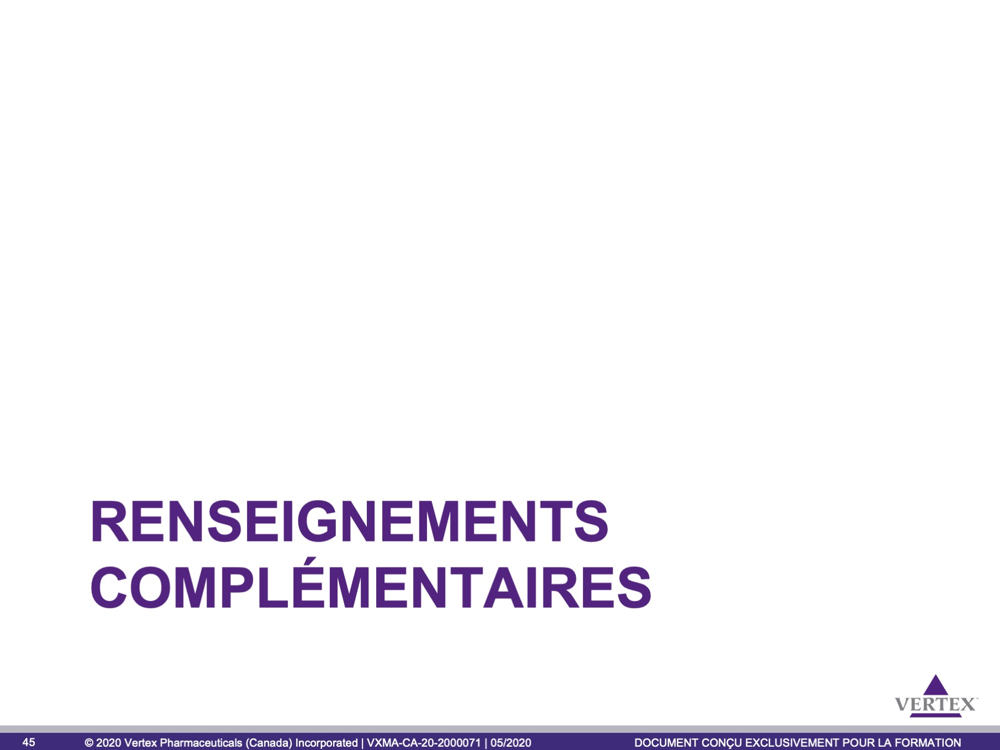 RENSEIGNEMENTS
COMPLÉMENTAIRES
VERTEX™
45 © 2020 Vertex Pharmaceuticals (Canada) Incorporated | VXMA-CA-20-2000071 | 05/2020 DOCUMENT CONÇU EXCLUSIVEMENT POUR LA FORMATION